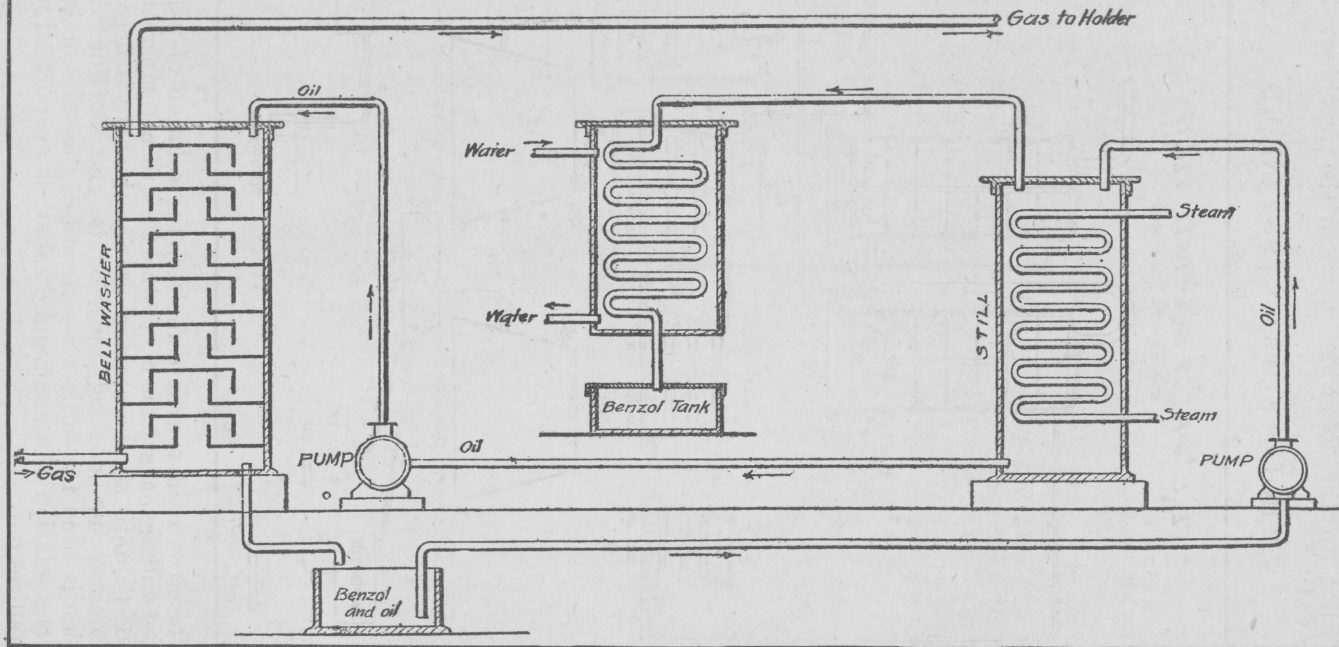 Gas to Holder
Oil
Water
Steam
BELL WASHER
STILL
Oil
Water
Benzol Tank
Steam
Oil
PUMP
PUMP
Gas
Benzol
and oil